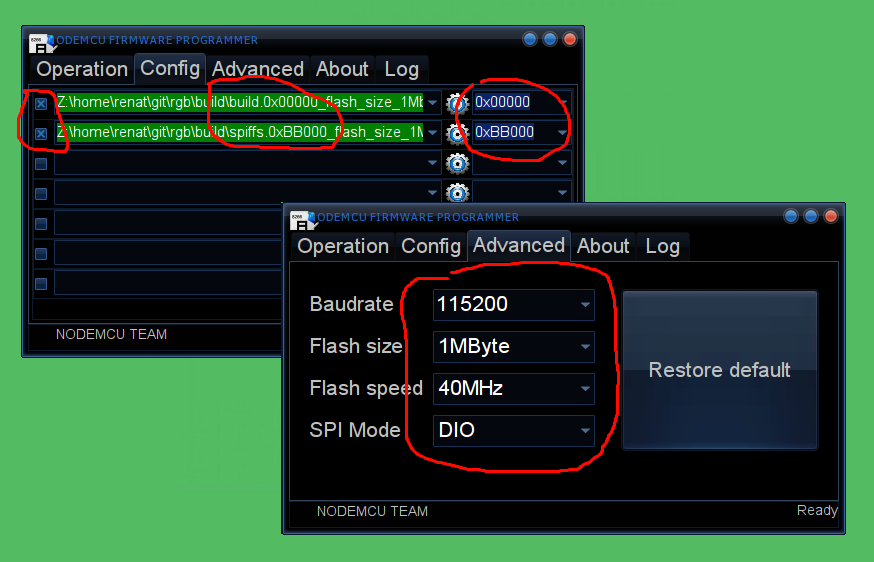 8266
NODEMCU FIRMWARE PROGRAMMER
Operation Config Advanced About Log
Z:\home\renat\git\rgb\build\build.0x00000_flash_size_1Mb 0x00000
Z:\home\renat\git\rgb\build\spiffs.0xBB000_flash_size_1M 0xBB000
NODEMCU TEAM
8266
NODEMCU FIRMWARE PROGRAMMER
Operation Config Advanced About Log
Baudrate 115200
Flash size 1MByte
Flash speed 40MHz
SPI Mode DIO
Restore default
NODEMCU TEAM Ready